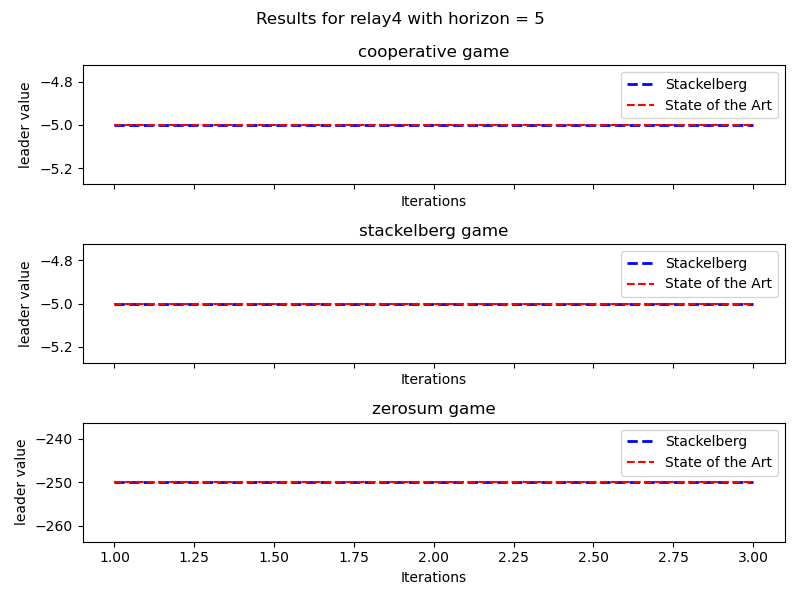 Results for relay4 with horizon = 5
cooperative game
leader value
−4.8
−5.0
−5.2
Stackelberg
State of the Art
Iterations
stackelberg game
leader value
−4.8
−5.0
−5.2
Stackelberg
State of the Art
Iterations
zerosum game
leader value
−240
−250
−260
Stackelberg
State of the Art
1.00 1.25 1.50 1.75 2.00 2.25 2.50 2.75 3.00
Iterations